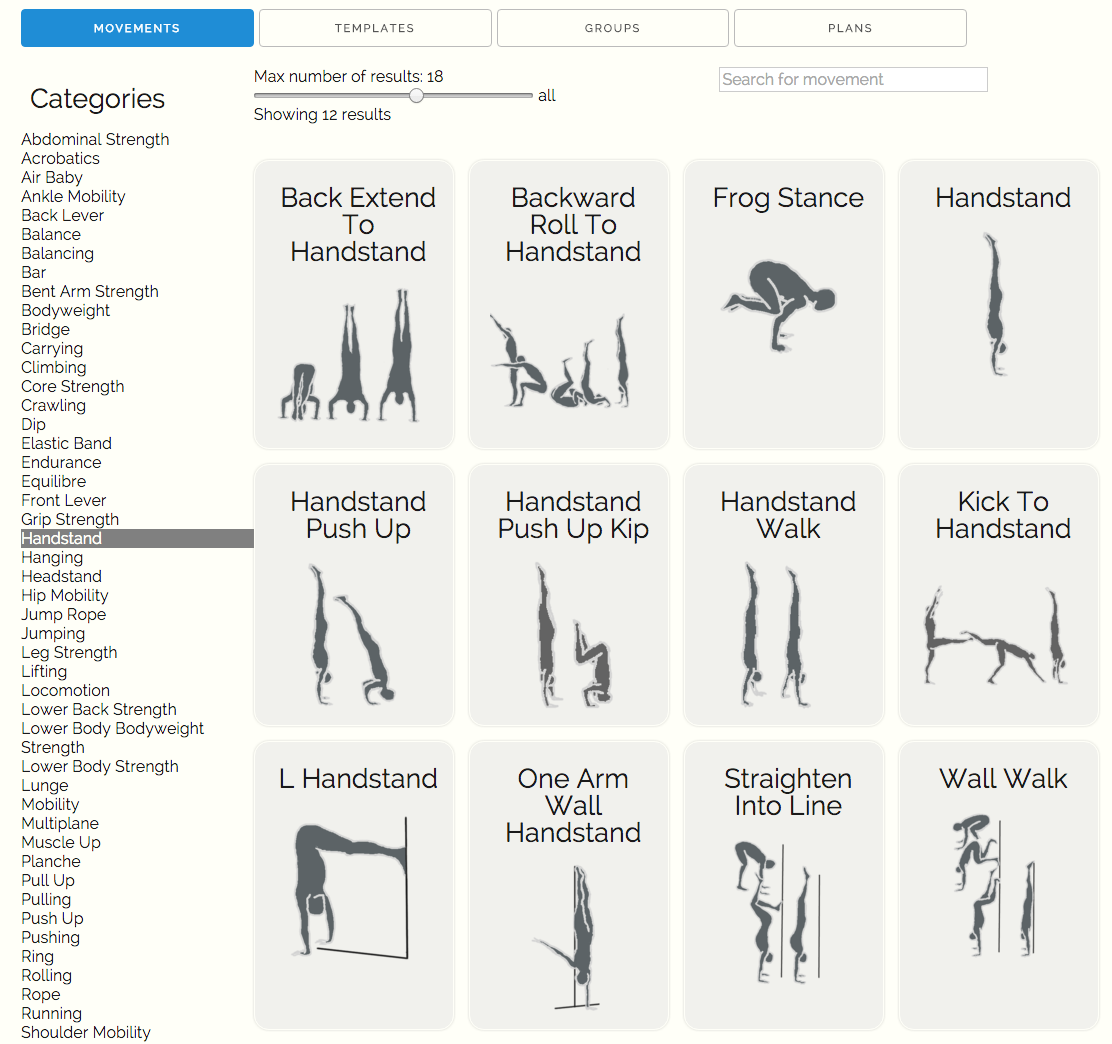 MOVEMENTS
TEMPLATES
GROUPS
PLANS
Categories
Max number of results: 18
all
Showing 12 results
Search for movement
Abdominal Strength
Acrobatics
Air Baby
Ankle Mobility
Back Lever
Balance
Balancing
Bar
Bent Arm Strength
Bodyweight
Bridge
Carrying
Climbing
Core Strength
Crawling
Dip
Elastic Band
Endurance
Equilibre
Front Lever
Grip Strength
Handstand
Hanging
Headstand
Hip Mobility
Jump Rope
Jumping
Leg Strength
Lifting
Locomotion
Lower Back Strength
Lower Body Bodyweight
Strength
Lower Body Strength
Lunge
Mobility
Multiplane
Muscle Up
Planche
Pull Up
Pulling
Push Up
Pushing
Ring
Rolling
Rope
Running
Shoulder Mobility
Back Extend
To
Handstand
Backward
Roll To
Handstand
Frog Stance
Handstand
Handstand
Push Up
Handstand
Push Up Kip
Handstand
Walk
Kick To
Handstand
L Handstand
One Arm
Wall
Handstand
Straighten
Into Line
Wall Walk